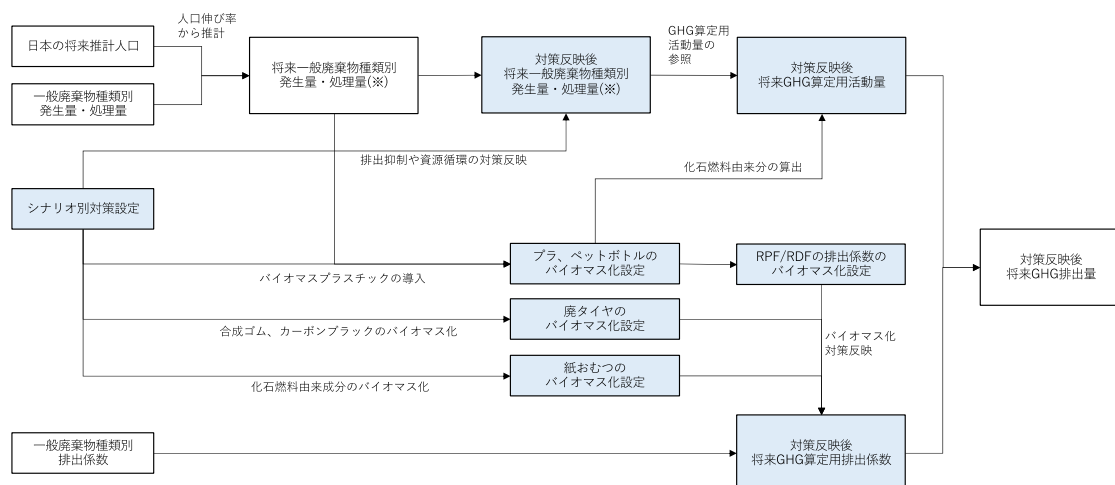 人口伸び率
から推計
日本の将来推計人口
一般廃棄物種類別
発生量・処理量
将来一般廃棄物種類別
発生量・処理量(※)
対策反映後
将来一般廃棄物種類別
発生量・処理量(※)
GHG算定用
活動量の
参照
対策反映後
将来GHG算定用活動量
排出抑制や資源循環の対策反映
化石燃料由来分の算出
シナリオ別対策設定
バイオマスプラスチックの導入
プラ、ペットボトルの
バイオマス化設定
RPF/RDFの排出係数の
バイオマス化設定
対策反映後
将来GHG排出量
合成ゴム、カーボンブラックのバイオマス化
廃タイヤの
バイオマス化設定
バイオマス化
対策反映
化石燃料由来成分のバイオマス化
紙おむつの
バイオマス化設定
一般廃棄物種類別
排出係数
対策反映後
将来GHG算定用排出係数